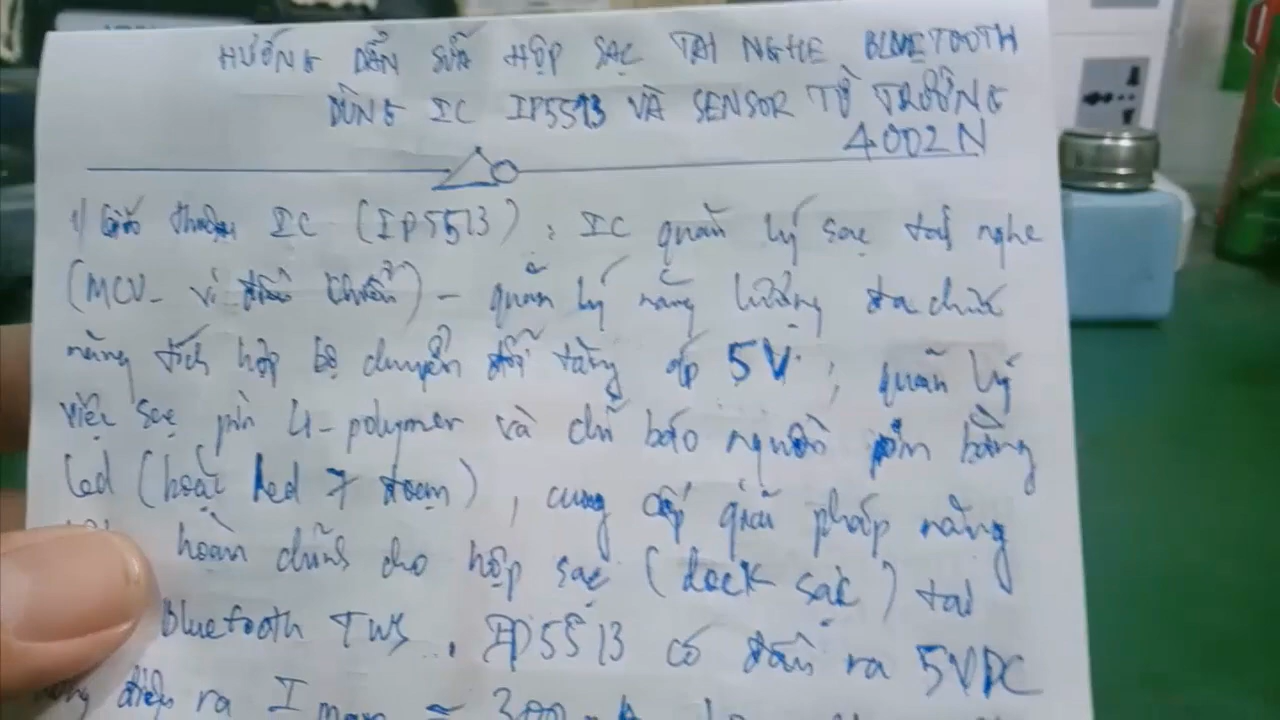 HƯỚNG DẪN SỬA HỘP SẠC TAI NGHE BLUETOOTH
DÙNG IC IP5513 VÀ SENSOR TỪ TRƯỜNG
4002N
1/ Giới thiệu IC (IP5513) : IC quản lý sạc tai nghe
(MCU - vi điều khiển) - quản lý năng lượng đa chức
năng tích hợp bộ chuyển đổi tăng áp 5V ; quản lý
việc sạc pin Li-polymer và chỉ báo nguồn pin bằng
led (hoặc led 7 đoạn) , cung cấp giải pháp năng
hoàn chỉnh cho hộp sạc (dock sạc) tai
Bluetooth TWS . IP5513 có đầu ra 5VDC
điện ra I max = 300mA